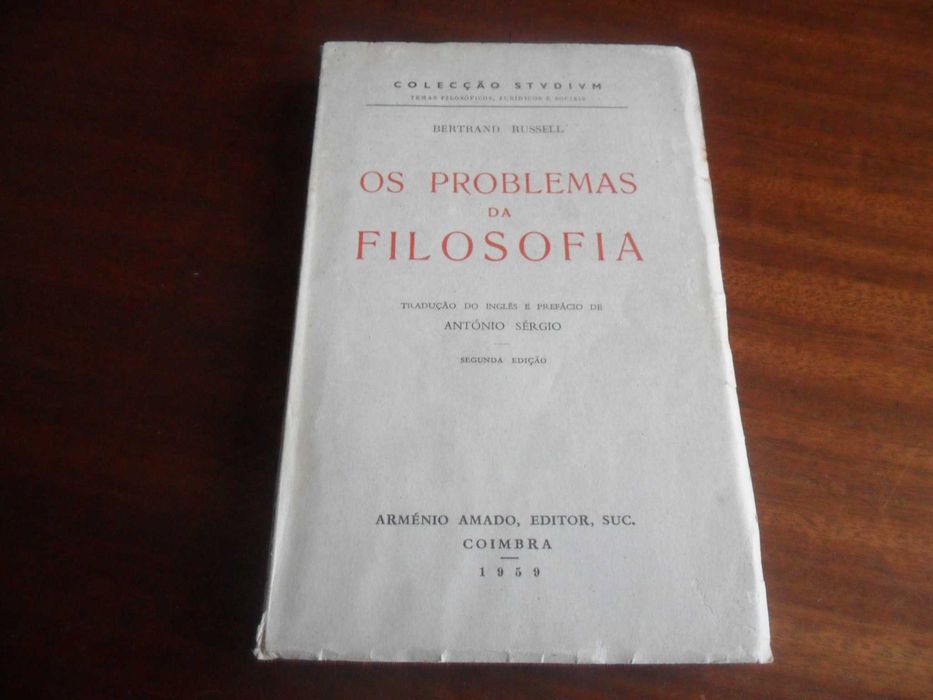 COLECÇÃO STVDIVM
TEMAS FILOSÓFICOS, JURÍDICOS E SOCIAIS
BERTRAND RUSSELL
OS PROBLEMAS
DA
FILOSOFIA
TRADUÇÃO DO INGLÊS E PREFÁCIO DE
ANTÓNIO SÉRGIO
SEGUNDA EDIÇÃO
ARMÉNIO AMADO, EDITOR, SUC.
COIMBRA
1959